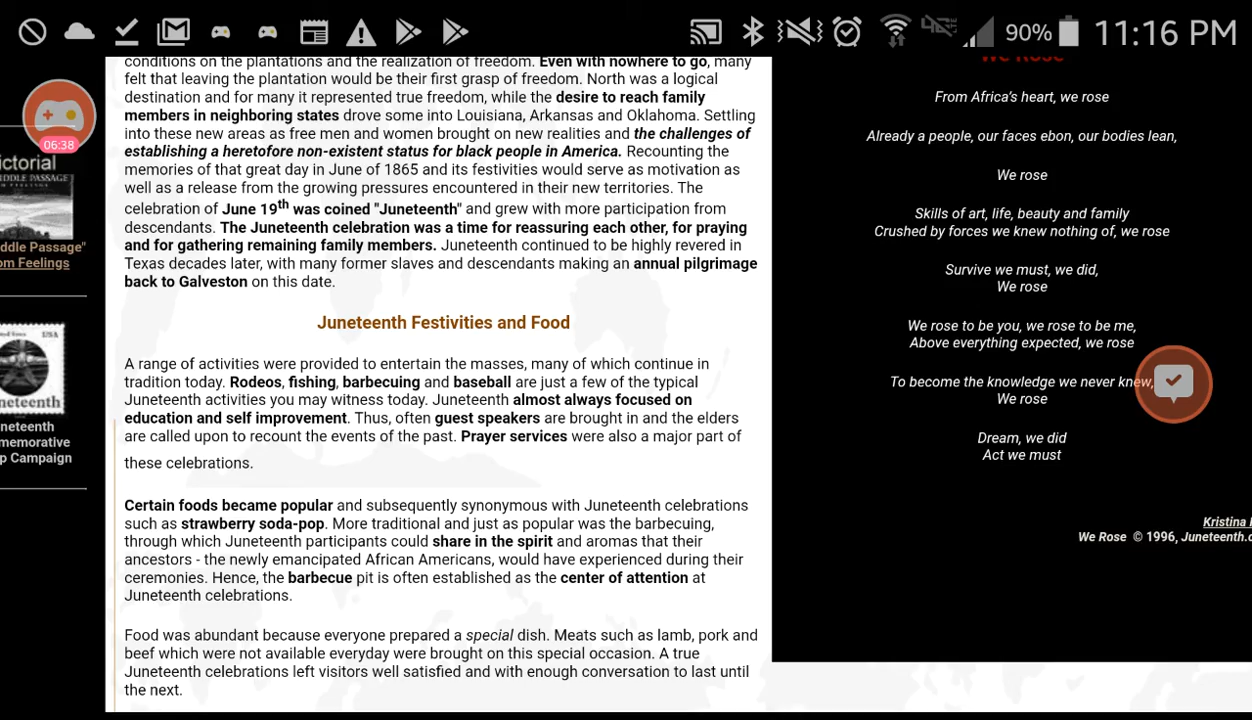 90% 11:16 PM
06:38
ictorial
DDLE PASSAGE
ddle Passage"
om Feelings
USA
neteenth
neteenth
memorative
p Campaign
conditions on the plantations and the realization of freedom. Even with nowhere to go, many
felt that leaving the plantation would be their first grasp of freedom. North was a logical
destination and for many it represented true freedom, while the desire to reach family
members in neighboring states drove some into Louisiana, Arkansas and Oklahoma. Settling
into these new areas as free men and women brought on new realities and the challenges of
establishing a heretofore non-existent status for black people in America. Recounting the
memories of that great day in June of 1865 and its festivities would serve as motivation as
well as a release from the growing pressures encountered in their new territories. The
celebration of June 19th was coined "Juneteenth" and grew with more participation from
descendants. The Juneteenth celebration was a time for reassuring each other, for praying
and for gathering remaining family members. Juneteenth continued to be highly revered in
Texas decades later, with many former slaves and descendants making an annual pilgrimage
back to Galveston on this date.
Juneteenth Festivities and Food
A range of activities were provided to entertain the masses, many of which continue in
tradition today. Rodeos, fishing, barbecuing and baseball are just a few of the typical
Juneteenth activities you may witness today. Juneteenth almost always focused on
education and self improvement. Thus, often guest speakers are brought in and the elders
are called upon to recount the events of the past. Prayer services were also a major part of
these celebrations.
Certain foods became popular and subsequently synonymous with Juneteenth celebrations
such as strawberry soda-pop. More traditional and just as popular was the barbecuing,
through which Juneteenth participants could share in the spirit and aromas that their
ancestors - the newly emancipated African Americans, would have experienced during their
ceremonies. Hence, the barbecue pit is often established as the center of attention at
Juneteenth celebrations.
Food was abundant because everyone prepared a special dish. Meats such as lamb, pork and
beef which were not available everyday were brought on this special occasion. A true
Juneteenth celebrations left visitors well satisfied and with enough conversation to last until
the next.
We Rose
From Africa's heart, we rose
Already a people, our faces ebon, our bodies lean,
We rose
Skills of art, life, beauty and family
Crushed by forces we knew nothing of, we rose
Survive we must, we did,
We rose
We rose to be you, we rose to be me,
Above everything expected, we rose
To become the knowledge we never knew,
We rose
Dream, we did
Act we must
Kristina
We Rose © 1996, Juneteenth.c